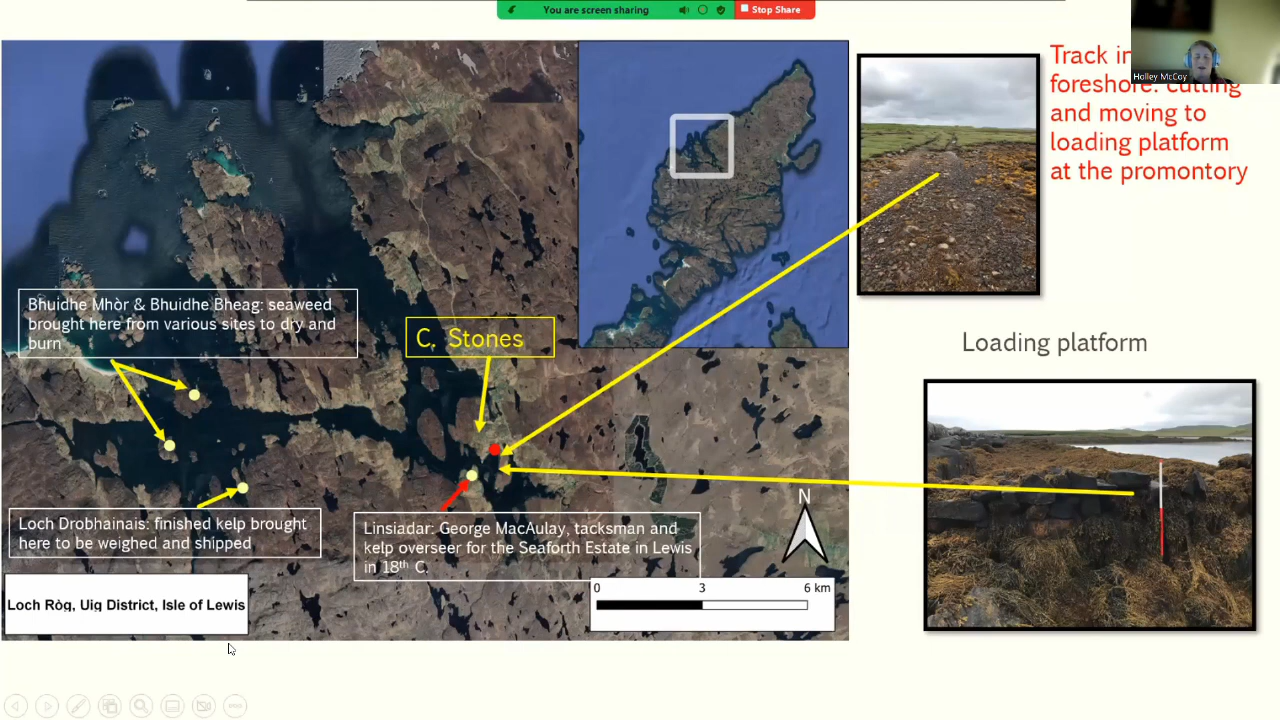 You are screen sharing
Stop Share
Holley McCoy
Track in
foreshore: cutting
and moving to
loading platform
at the promontory
Bhuidhe Mhòr & Bhuidhe Bheag: seaweed
brought here from various sites to dry and
burn
C. Stones
Loading platform
Loch Drobhainais: finished kelp brought
here to be weighed and shipped
Linsiadar: George MacAulay, tacksman and
kelp overseer for the Seaforth Estate in Lewis
in 18th C.
N
0 3 6 km
Loch Ròg, Uig District, Isle of Lewis